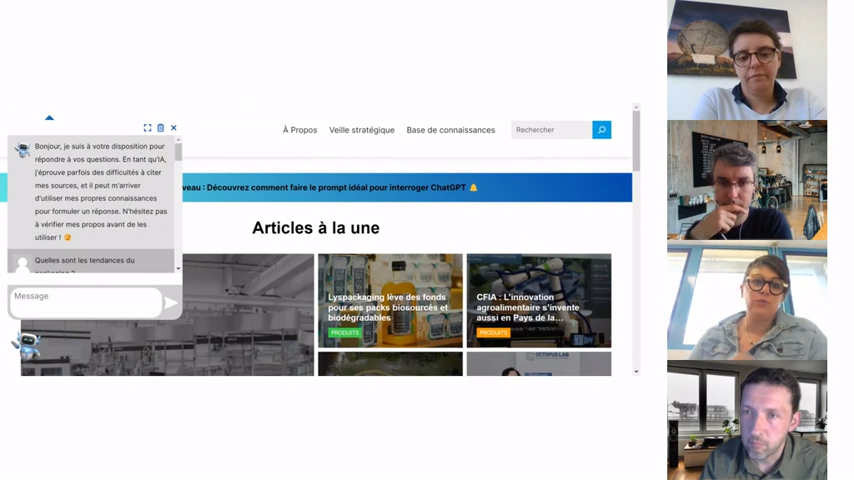 À Propos
Veille stratégique
Base de connaissances
Rechercher
veau : Découvrez comment faire le prompt idéal pour interroger ChatGPT
Bonjour, je suis à votre disposition pour
répondre à vos questions. En tant qu'IA,
j'éprouve parfois des difficultés à citer
mes sources, et il peut m'arriver
d'utiliser mes propres connaissances
pour formuler un réponse. N'hésitez pas
à vérifier mes propos avant de les
utiliser !
Quelles sont les tendances du
packaging ?
Message
Articles à la une
Lyspackaging lève des fonds
pour ses packs biosourcés et
biodégradables
PRODUITS
CFIA : L'innovation
agroalimentaire s'invente
aussi en Pays de la...
PRODUITS
OCTOPUS LAB